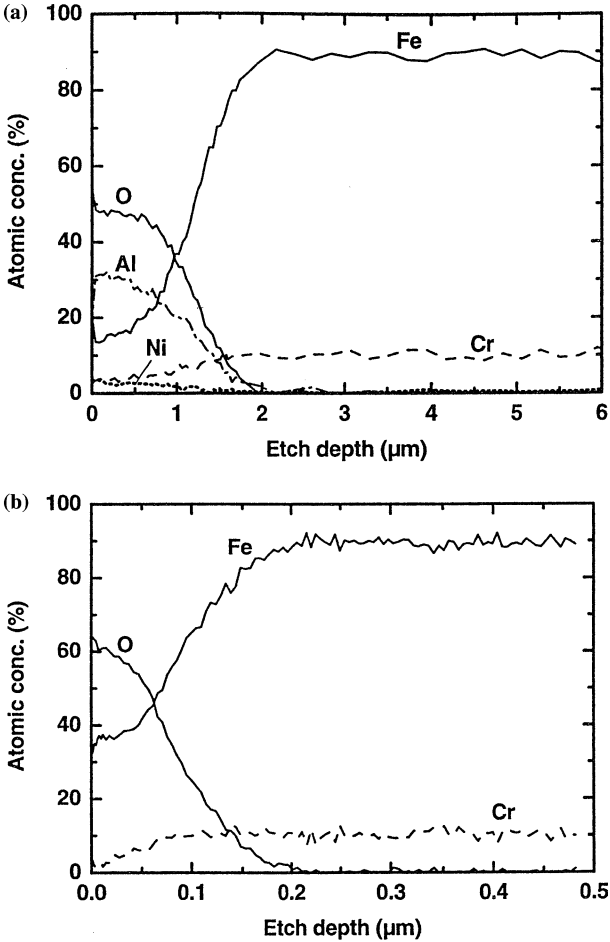 (a)
100
80
60
40
20
0
Atomic conc. (%)
Fe
O
Al
Ni
Cr
0 1 2 3 4 5 6
Etch depth (µm)
(b)
100
80
60
40
20
0
Atomic conc. (%)
Fe
O
Cr
0.0 0.1 0.2 0.3 0.4 0.5
Etch depth (µm)